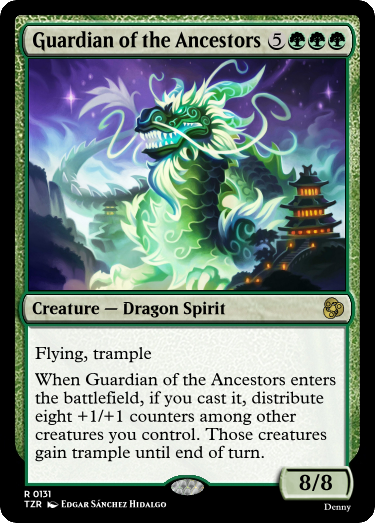 Guardian of the Ancestors 5
Creature — Dragon Spirit
Flying, trample
When Guardian of the Ancestors enters
the battlefield, if you cast it, distribute
eight +1/+1 counters among other
creatures you control. Those creatures
gain trample until end of turn.
8/8
R 0131
TZR Edgar Sánchez Hidalgo
Denny